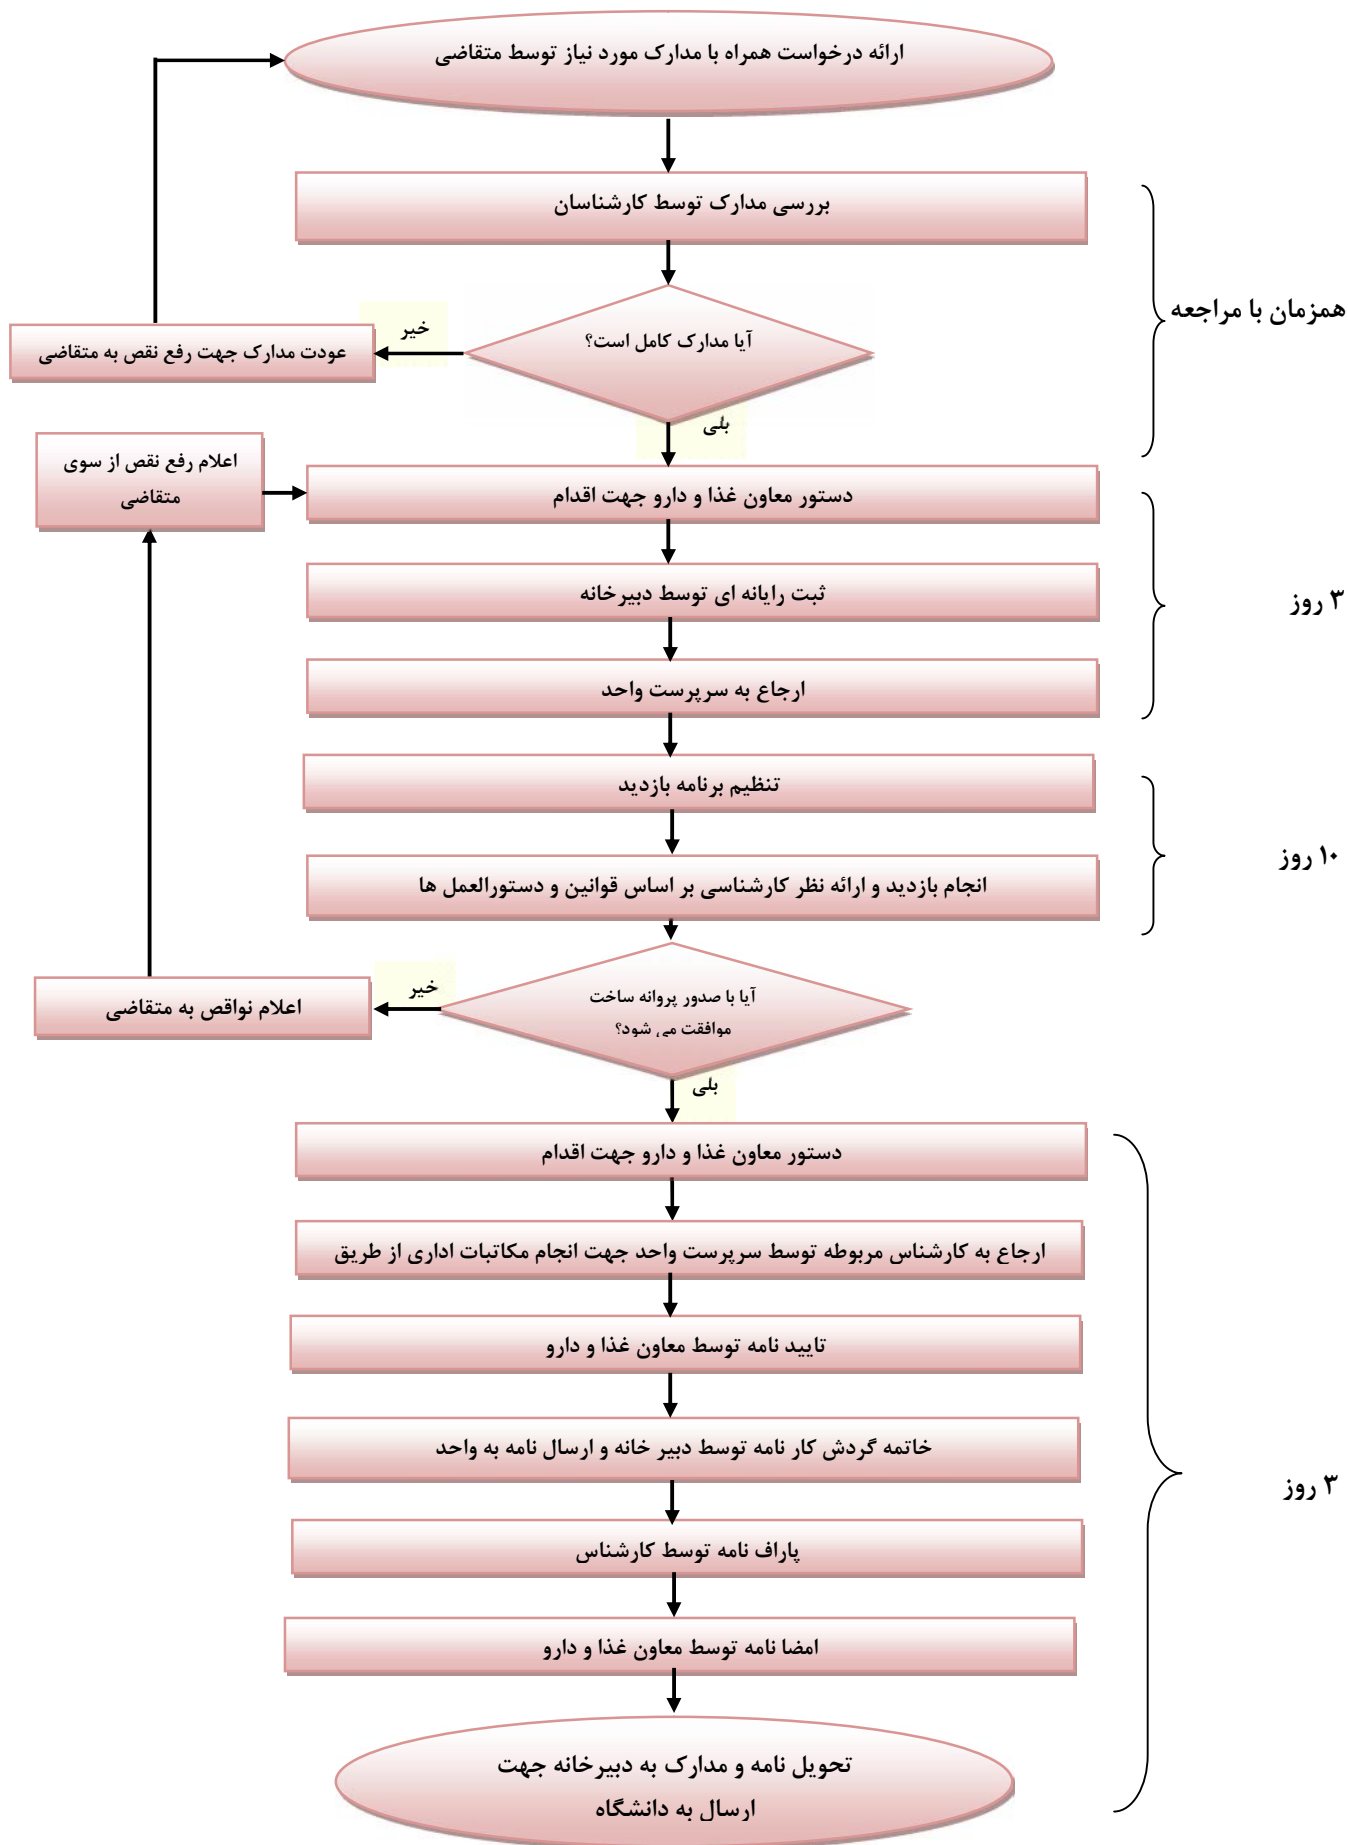 ارائه درخواست همراه با مدارک مورد نیاز توسط متقاضی
بررسی مدارک توسط کارشناسان
همزمان با مراجعه
آیا مدارک کامل است؟
خیر
عودت مدارک جهت رفع نقص به متقاضی
بلی
اعلام رفع نقص از سوی
متقاضی
دستور معاون غذا و دارو جهت اقدام
ثبت رایانه ای توسط دبیرخانه
۳ روز
ارجاع به سرپرست واحد
تنظیم برنامه بازدید
۱۰ روز
انجام بازدید و ارائه نظر کارشناسی بر اساس قوانین و دستورالعمل ها
آیا با صدور پروانه ساخت
موافقت می شود؟
خیر
اعلام نواقص به متقاضی
بلی
دستور معاون غذا و دارو جهت اقدام
ارجاع به کارشناس مربوطه توسط سرپرست واحد جهت انجام مکاتبات اداری از طریق
تایید نامه توسط معاون غذا و دارو
خاتمه گردش کار نامه توسط دبیر خانه و ارسال نامه به واحد
۳ روز
پاراف نامه توسط کارشناس
امضا نامه توسط معاون غذا و دارو
تحویل نامه و مدارک به دبیرخانه جهت
ارسال به دانشگاه